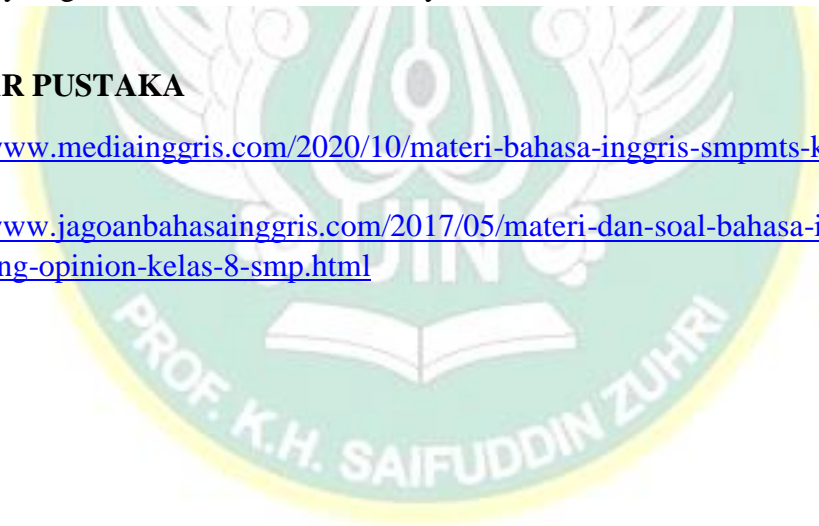 R PUSTAKA
www.mediainggris.com/2020/10/materi-bahasa-inggris-smpmts-k
www.jagoanbahasainggris.com/2017/05/materi-dan-soal-bahasa-i
ng-opinion-kelas-8-smp.html
UIN
PROF. K.H. SAIFUDDIN ZUHRI